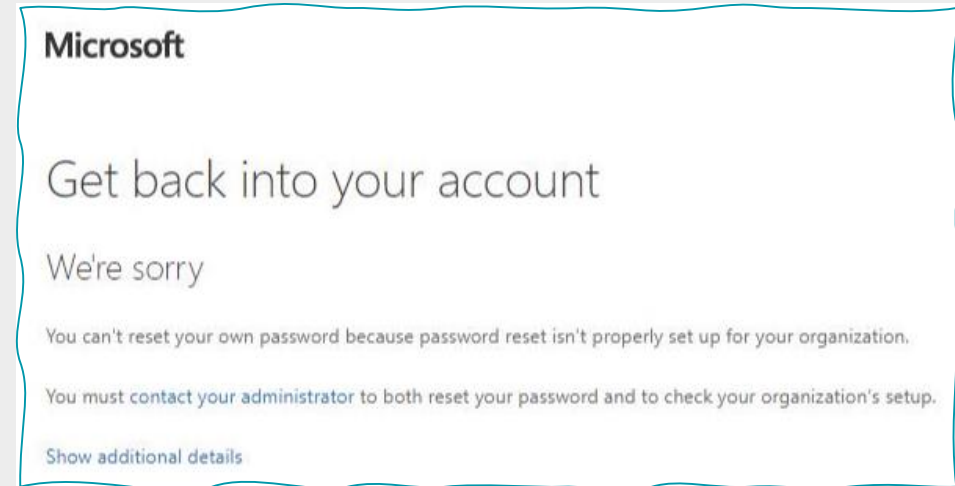 Microsoft
Get back into your account
We're sorry
You can't reset your own password because password reset isn't properly set up for your organization.
You must contact your administrator to both reset your password and to check your organization's setup.
Show additional details